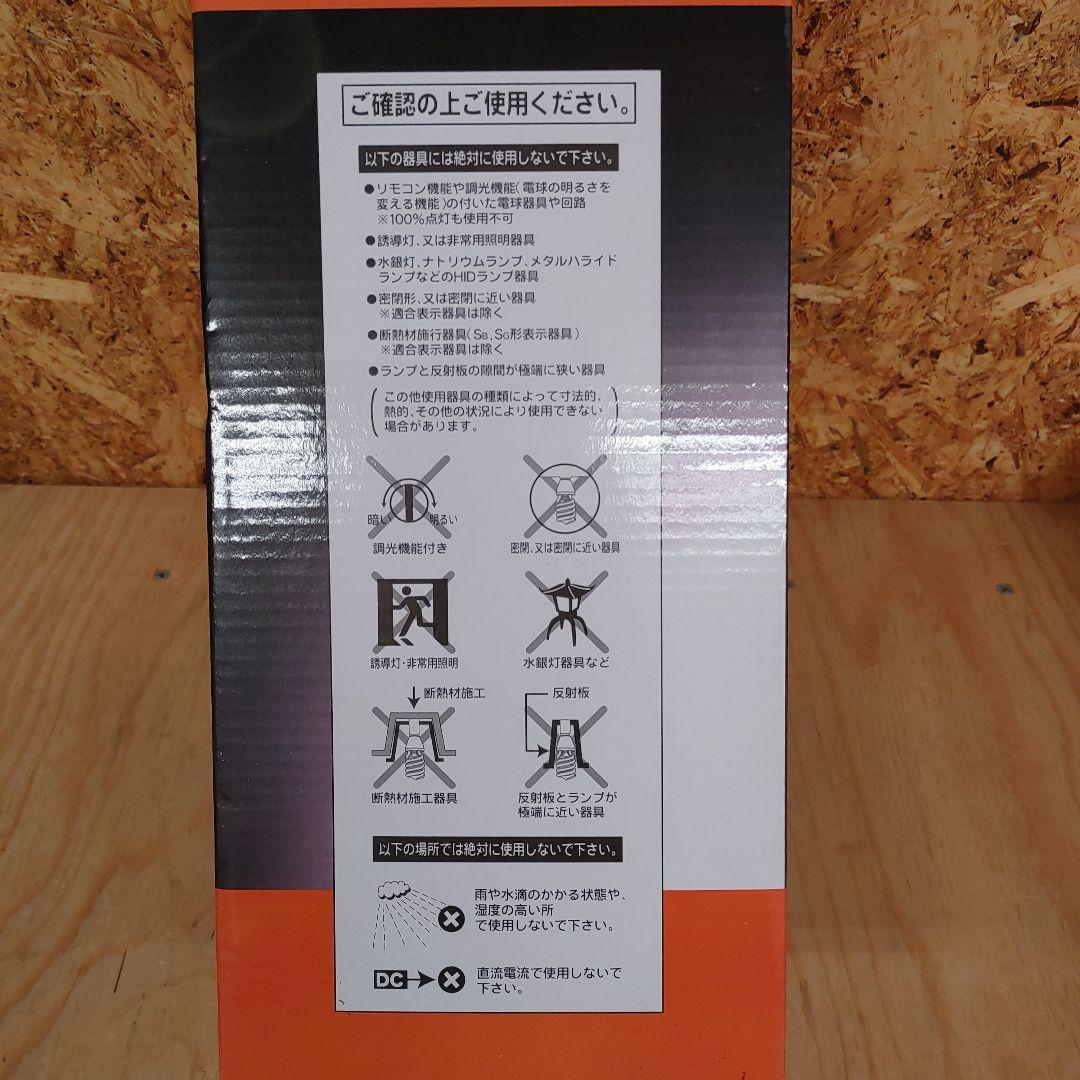 ご確認の上ご使用ください。
以下の器具には絶対に使用しないで下さい。
●リモコン機能や調光機能(電球の明るさを
変える機能)の付いた電球器具や回路
※100%点灯も使用不可
●誘導灯、又は非常用照明器具
●水銀灯、ナトリウムランプ、メタルハライド
ランプなどのHIDランプ器具
●密閉形、又は密閉に近い器具
※適合表示器具は除く
●断熱材施行器具(SB,SG形表示器具)
※適合表示器具は除く
●ランプと反射板の隙間が極端に狭い器具
(この他使用器具の種類によって寸法的、
熱的、その他の状況により使用できない
場合があります。)
暗い 明るい
調光機能付き
密閉、又は密閉に近い器具
誘導灯・非常用照明
水銀灯器具など
断熱材施工
断熱材施工器具
反射板
反射板とランプが
極端に近い器具
以下の場所では絶対に使用しないで下さい。
雨や水滴のかかる状態や、
湿度の高い所
で使用しないで下さい。
DC
直流電流で使用しないで
下さい。